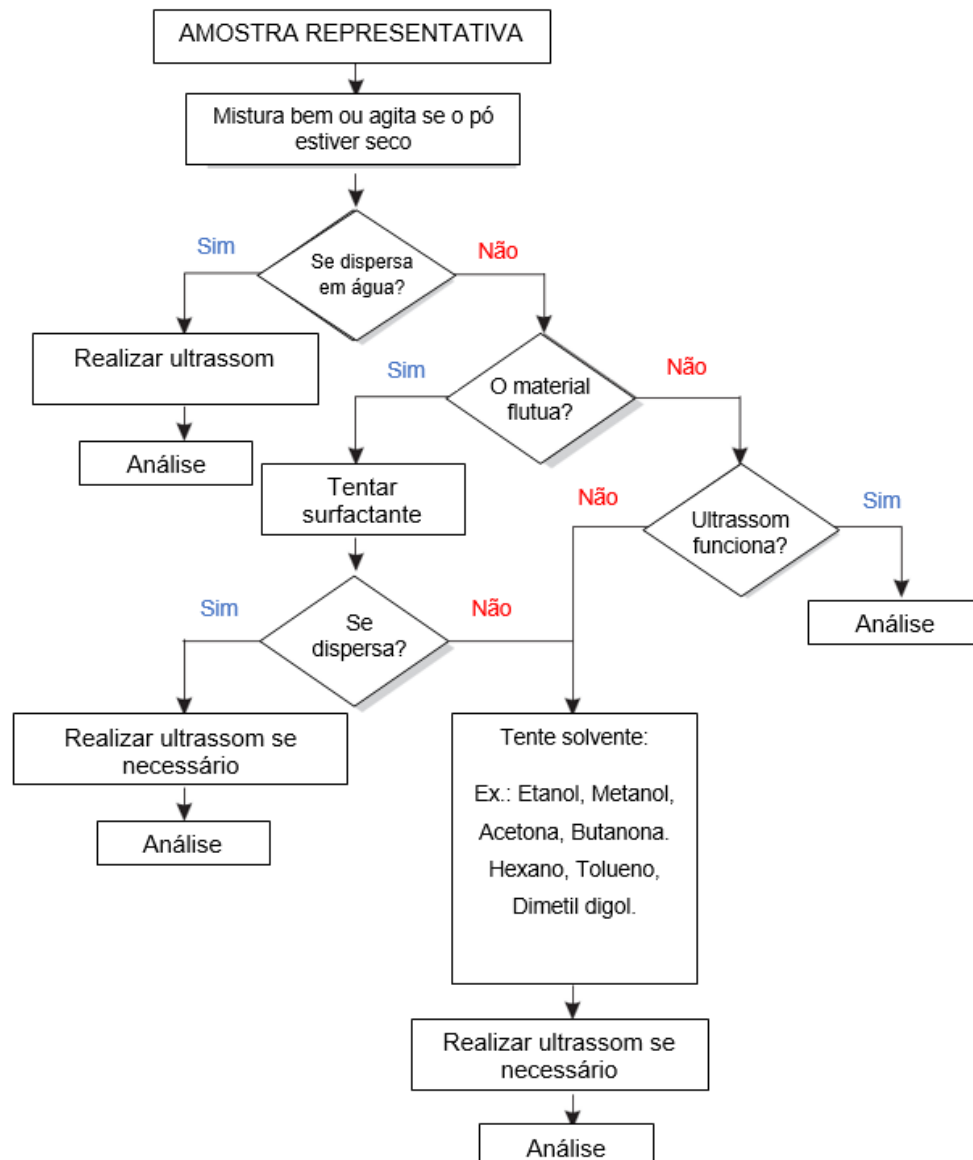 AMOSTRA REPRESENTATIVA
Mistura bem ou agita se o pó
estiver seco
Sim
Não
Se dispersa
em água?
Realizar ultrassom
Sim
Não
O material
flutua?
Análise
Tentar
surfactante
Não
Sim
Ultrassom
funciona?
Sim
Não
Se
dispersa?
Análise
Realizar ultrassom se
necessário
Tente solvente:
Ex.: Etanol, Metanol,
Acetona, Butanona.
Hexano, Tolueno,
Dimetil digol.
Análise
Realizar ultrassom se
necessário
Análise